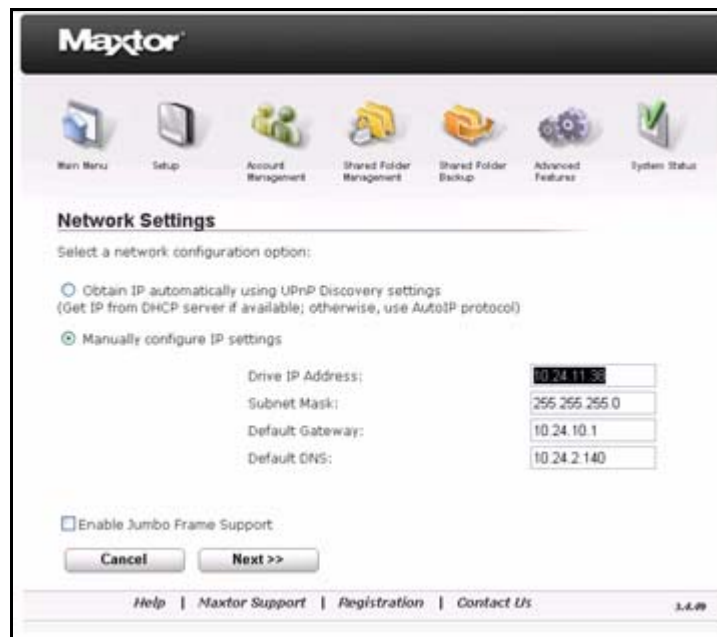 Maxtor
Main Menu
Setup
Account Management
Shared Folder Management
Shared Folder Backup
Advanced Features
System Status
Network Settings
Select a network configuration option:
Obtain IP automatically using UPnP Discovery settings
(Get IP from DHCP server if available; otherwise, use AutoIP protocol)
Manually configure IP settings
Drive IP Address: 10.24.11.36
Subnet Mask: 255.255.255.0
Default Gateway: 10.24.10.1
Default DNS: 10.24.2.140
Enable Jumbo Frame Support
Cancel Next >>
Help | Maxtor Support | Registration | Contact Us